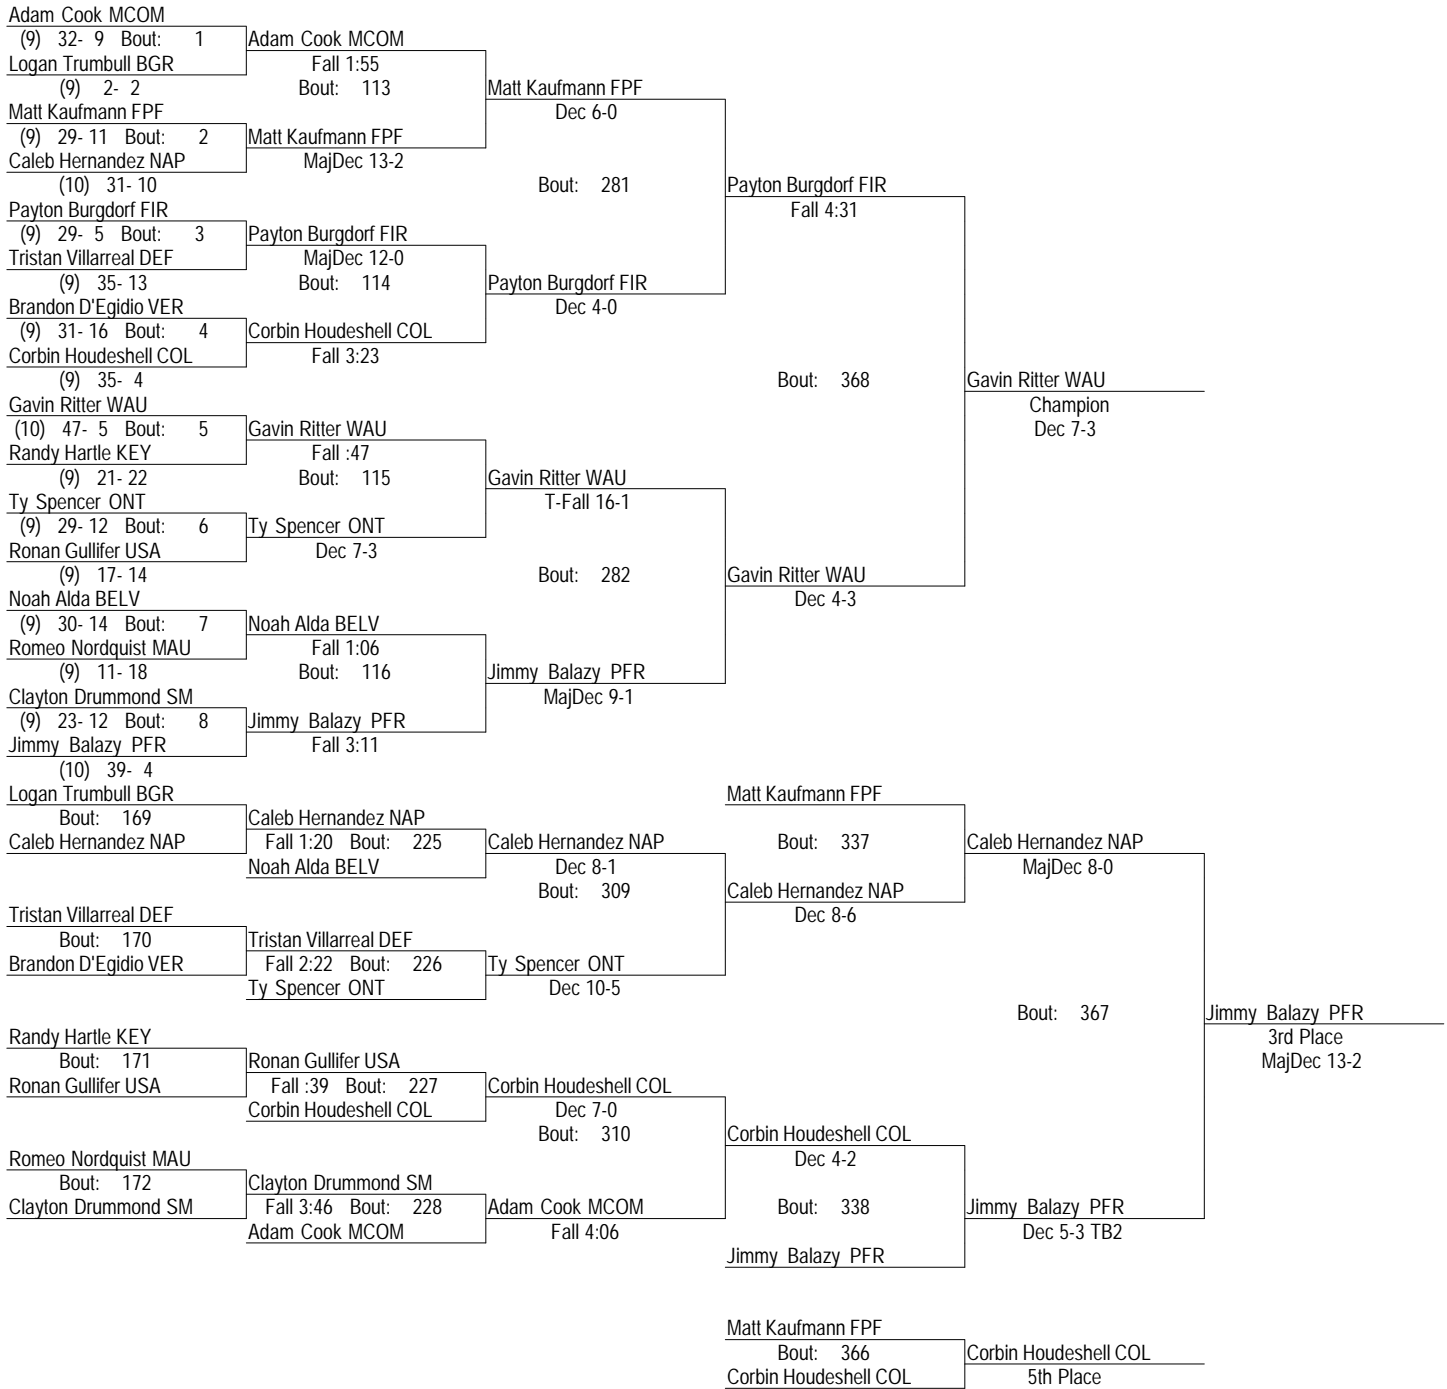 Adam Cook MCOM
(9) 32- 9 Bout: 1 Adam Cook MCOM
Logan Trumbull BGR Fall 1:55
(9) 2- 2 Bout: 113 Matt Kaufmann FPF
Matt Kaufmann FPF Dec 6-0
(9) 29- 11 Bout: 2 Matt Kaufmann FPF
Caleb Hernandez NAP MajDec 13-2
(10) 31- 10 Bout: 281 Payton Burgdorf FIR
Payton Burgdorf FIR Fall 4:31
(9) 29- 5 Bout: 3 Payton Burgdorf FIR
Tristan Villarreal DEF MajDec 12-0
(9) 35- 13 Bout: 114 Payton Burgdorf FIR
Brandon D'Egidio VER Dec 4-0
(9) 31- 16 Bout: 4 Corbin Houdeshell COL
Corbin Houdeshell COL Fall 3:23
(9) 35- 4 Bout: 368 Gavin Ritter WAU
Gavin Ritter WAU Champion
(10) 47- 5 Bout: 5 Gavin Ritter WAU Dec 7-3
Randy Hartle KEY Fall :47
(9) 21- 22 Bout: 115 Gavin Ritter WAU
Ty Spencer ONT T-Fall 16-1
(9) 29- 12 Bout: 6 Ty Spencer ONT
Ronan Gullifer USA Dec 7-3
(9) 17- 14 Bout: 282 Gavin Ritter WAU
Noah Alda BELV Dec 4-3
(9) 30- 14 Bout: 7 Noah Alda BELV
Romeo Nordquist MAU Fall 1:06
(9) 11- 18 Bout: 116 Jimmy Balazy PFR
Clayton Drummond SM MajDec 9-1
(9) 23- 12 Bout: 8 Jimmy Balazy PFR
Jimmy Balazy PFR Fall 3:11
(10) 39- 4
Logan Trumbull BGR Matt Kaufmann FPF
Bout: 169 Caleb Hernandez NAP
Caleb Hernandez NAP Fall 1:20 Bout: 225 Caleb Hernandez NAP Bout: 337 Caleb Hernandez NAP
Noah Alda BELV Dec 8-1 MajDec 8-0
Bout: 309 Caleb Hernandez NAP
Tristan Villarreal DEF Dec 8-6
Bout: 170 Tristan Villarreal DEF
Brandon D'Egidio VER Fall 2:22 Bout: 226 Ty Spencer ONT
Ty Spencer ONT Dec 10-5
Bout: 367 Jimmy Balazy PFR
Randy Hartle KEY 3rd Place
Bout: 171 Ronan Gullifer USA MajDec 13-2
Ronan Gullifer USA Fall :39 Bout: 227 Corbin Houdeshell COL
Corbin Houdeshell COL Dec 7-0
Bout: 310 Corbin Houdeshell COL
Romeo Nordquist MAU Dec 4-2
Bout: 172 Clayton Drummond SM
Clayton Drummond SM Fall 3:46 Bout: 228 Adam Cook MCOM Bout: 338 Jimmy Balazy PFR
Adam Cook MCOM Fall 4:06 Dec 5-3 TB2
Jimmy Balazy PFR
Matt Kaufmann FPF
Bout: 366 Corbin Houdeshell COL
Corbin Houdeshell COL 5th Place